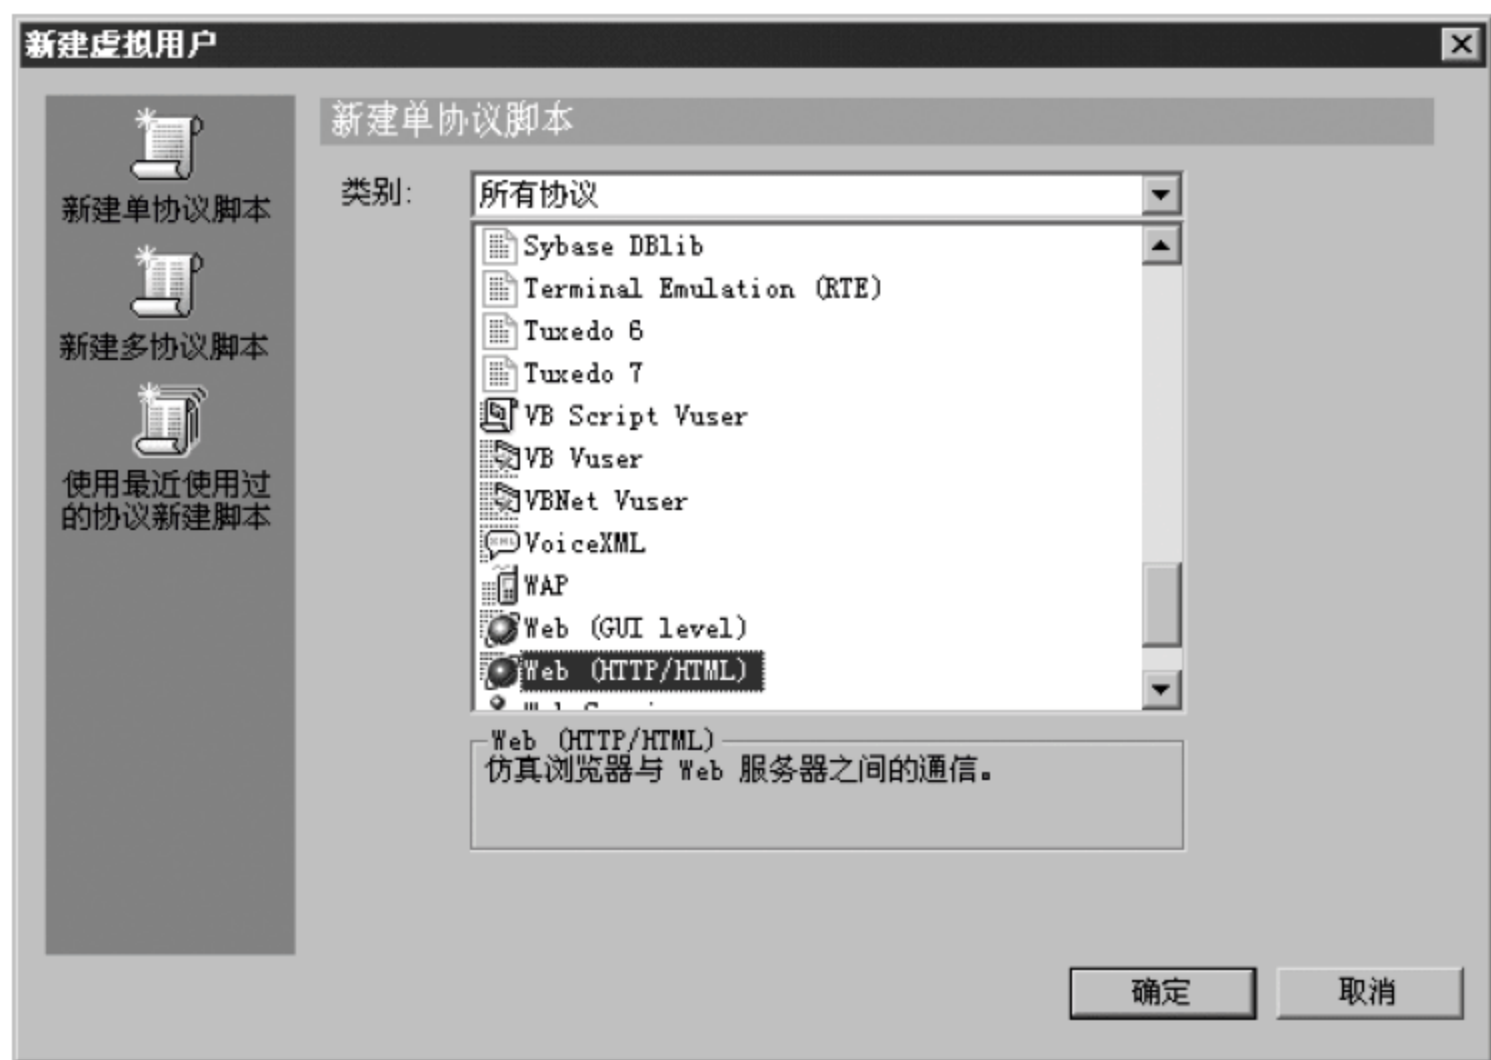 新建虚拟用户
新建单协议脚本
新建多协议脚本
使用最近使用过
的协议新建脚本
新建单协议脚本
类别:
所有协议
Sybase DBlib
Terminal Emulation (RTE)
Tuxedo 6
Tuxedo 7
VB Script Vuser
VB Vuser
VBNet Vuser
VoiceXML
WAP
Web (GUI level)
Web (HTTP/HTML)
Web (HTTP/HTML)
仿真浏览器与 Web 服务器之间的通信。
确定
取消